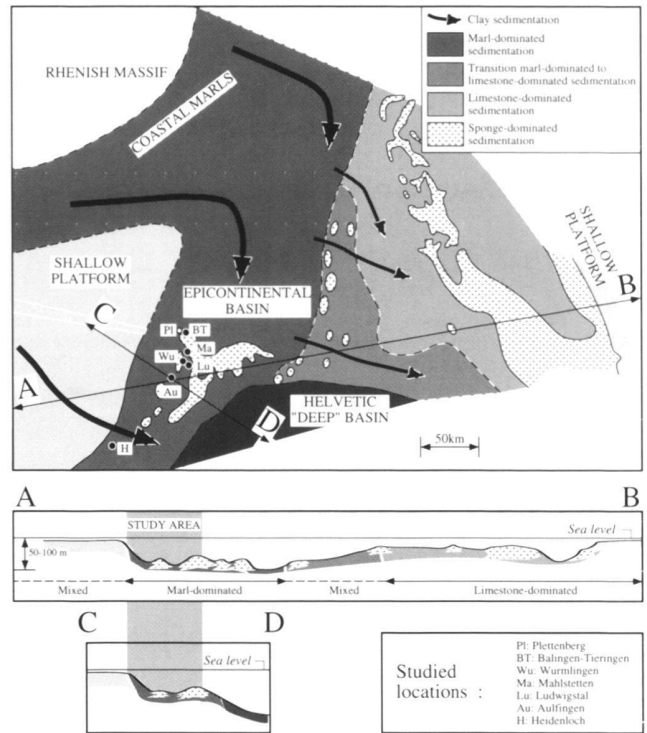 Clay sedimentation
Marl-dominated
sedimentation
Transition marl-dominated to
limestone-dominated sedimentation
Limestone-dominated
sedimentation
Sponge-dominated
sedimentation
RHENISH MASSIF
COASTAL MARLS
SHALLOW
PLATFORM
SHALLOW
PLATFORM
EPICONTINENTAL
BASIN
C
B
Pl
BT
Ma
Wu
Lu
A
Au
HELVETIC
"DEEP" BASIN
D
H
50km
A
B
STUDY AREA
Sea level
50-100 m
Mixed
Marl-dominated
Mixed
Limestone-dominated
C
D
Sea level
Studied
locations :
Pl: Plettenberg
BT: Balingen-Tieringen
Wu: Wurmlingen
Ma: Mahlstetten
Lu: Ludwigstal
Au: Aulfingen
H: Heidenloch